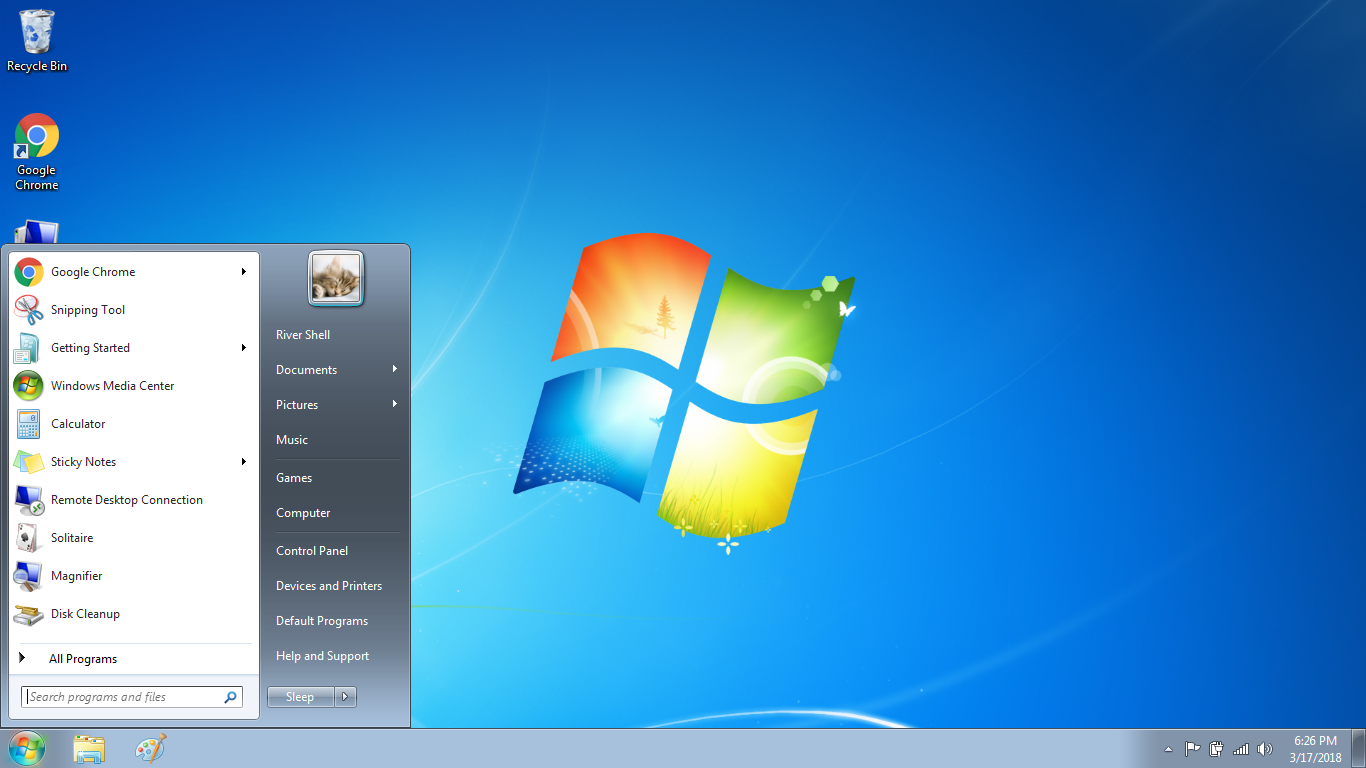 Recycle Bin
Google
Chrome
Google Chrome
Snipping Tool
Getting Started
Windows Media Center
Calculator
Sticky Notes
Remote Desktop Connection
Solitaire
Magnifier
Disk Cleanup
All Programs
Search programs and files
River Shell
Documents
Pictures
Music
Games
Computer
Control Panel
Devices and Printers
Default Programs
Help and Support
Sleep
6:26 PM
3/17/2018